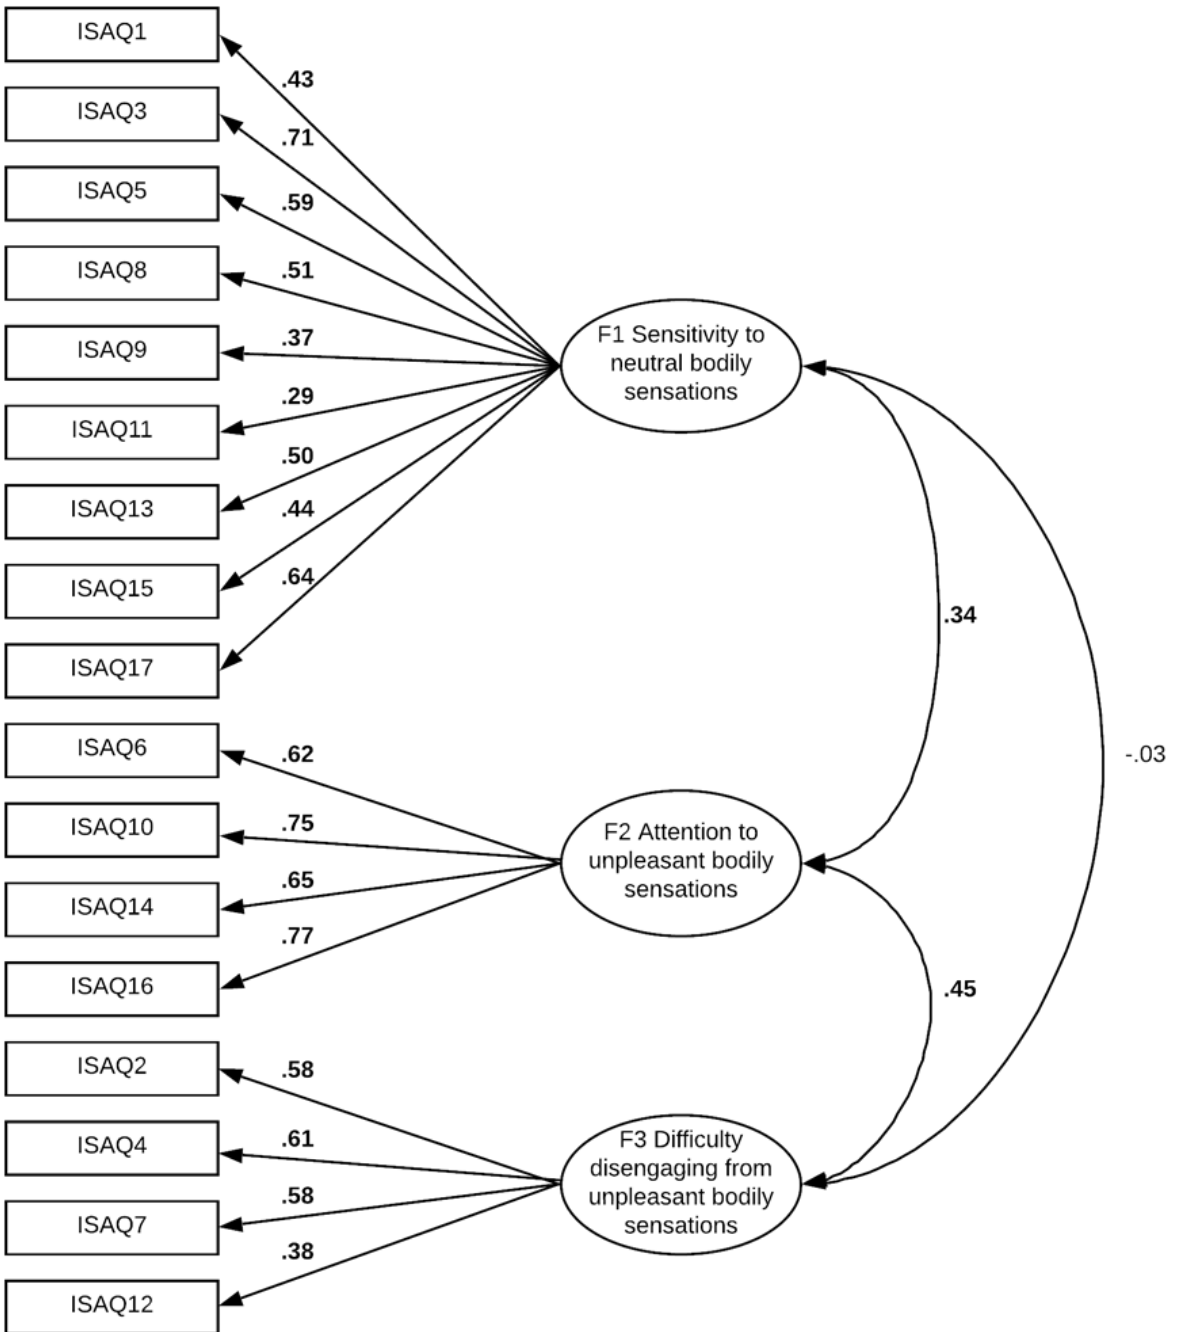 ISAQ1
.43
ISAQ3
.71
ISAQ5
.59
ISAQ8
.51
ISAQ9
.37
ISAQ11
.29
ISAQ13
.50
ISAQ15
.44
ISAQ17
.64
F1 Sensitivity to
neutral bodily
sensations
.34
-.03
ISAQ6
.62
ISAQ10
.75
ISAQ14
.65
ISAQ16
.77
F2 Attention to
unpleasant bodily
sensations
.45
ISAQ2
.58
ISAQ4
.61
ISAQ7
.58
ISAQ12
.38
F3 Difficulty
disengaging from
unpleasant bodily
sensations